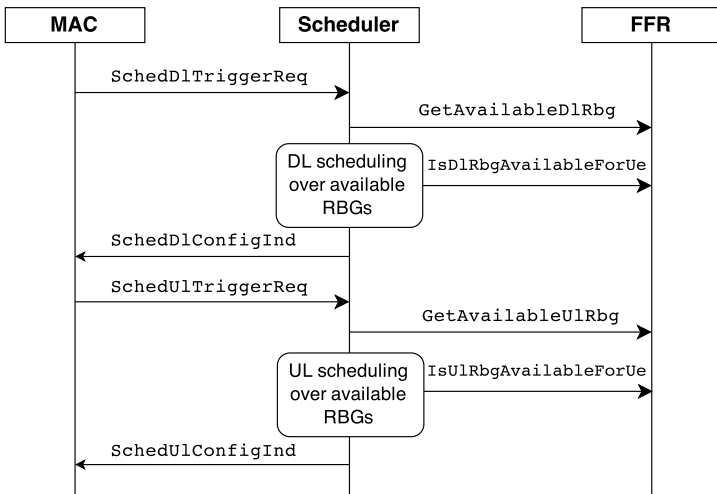 MAC
Scheduler
FFR
SchedDlTriggerReq
GetAvailableDlRbg
DL scheduling
over available
RBGs
IsDlRbgAvailableForUe
SchedDlConfigInd
SchedUlTriggerReq
GetAvailableUlRbg
UL scheduling
over available
RBGs
IsUlRbgAvailableForUe
SchedUlConfigInd